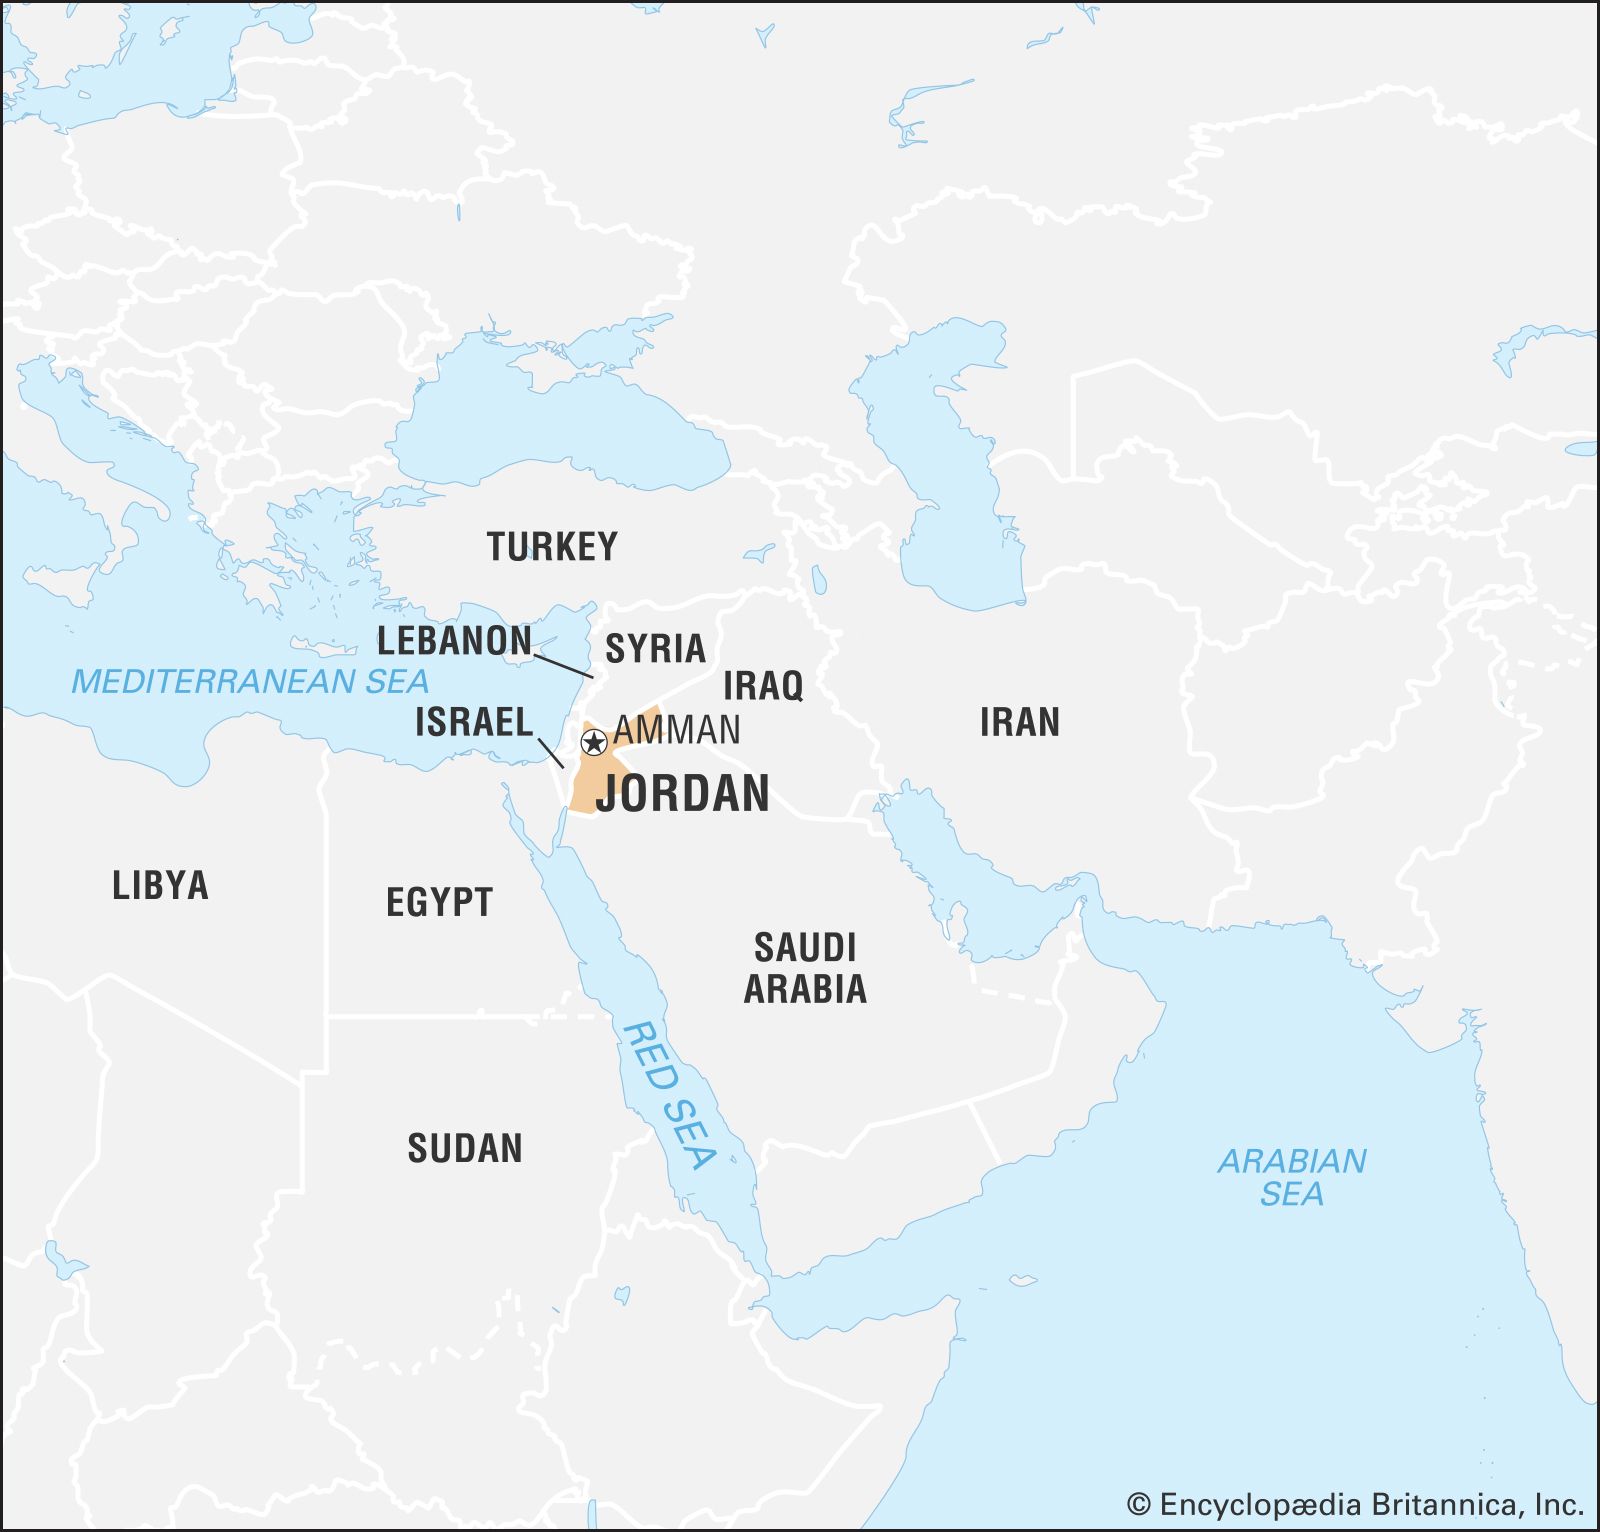 TURKEY
LEBANON
SYRIA
MEDITERRANEAN SEA
IRAQ
ISRAEL
AMMAN
IRAN
JORDAN
LIBYA
EGYPT
SAUDI
ARABIA
RED SEA
SUDAN
ARABIAN
SEA
© Encyclopædia Britannica, Inc.